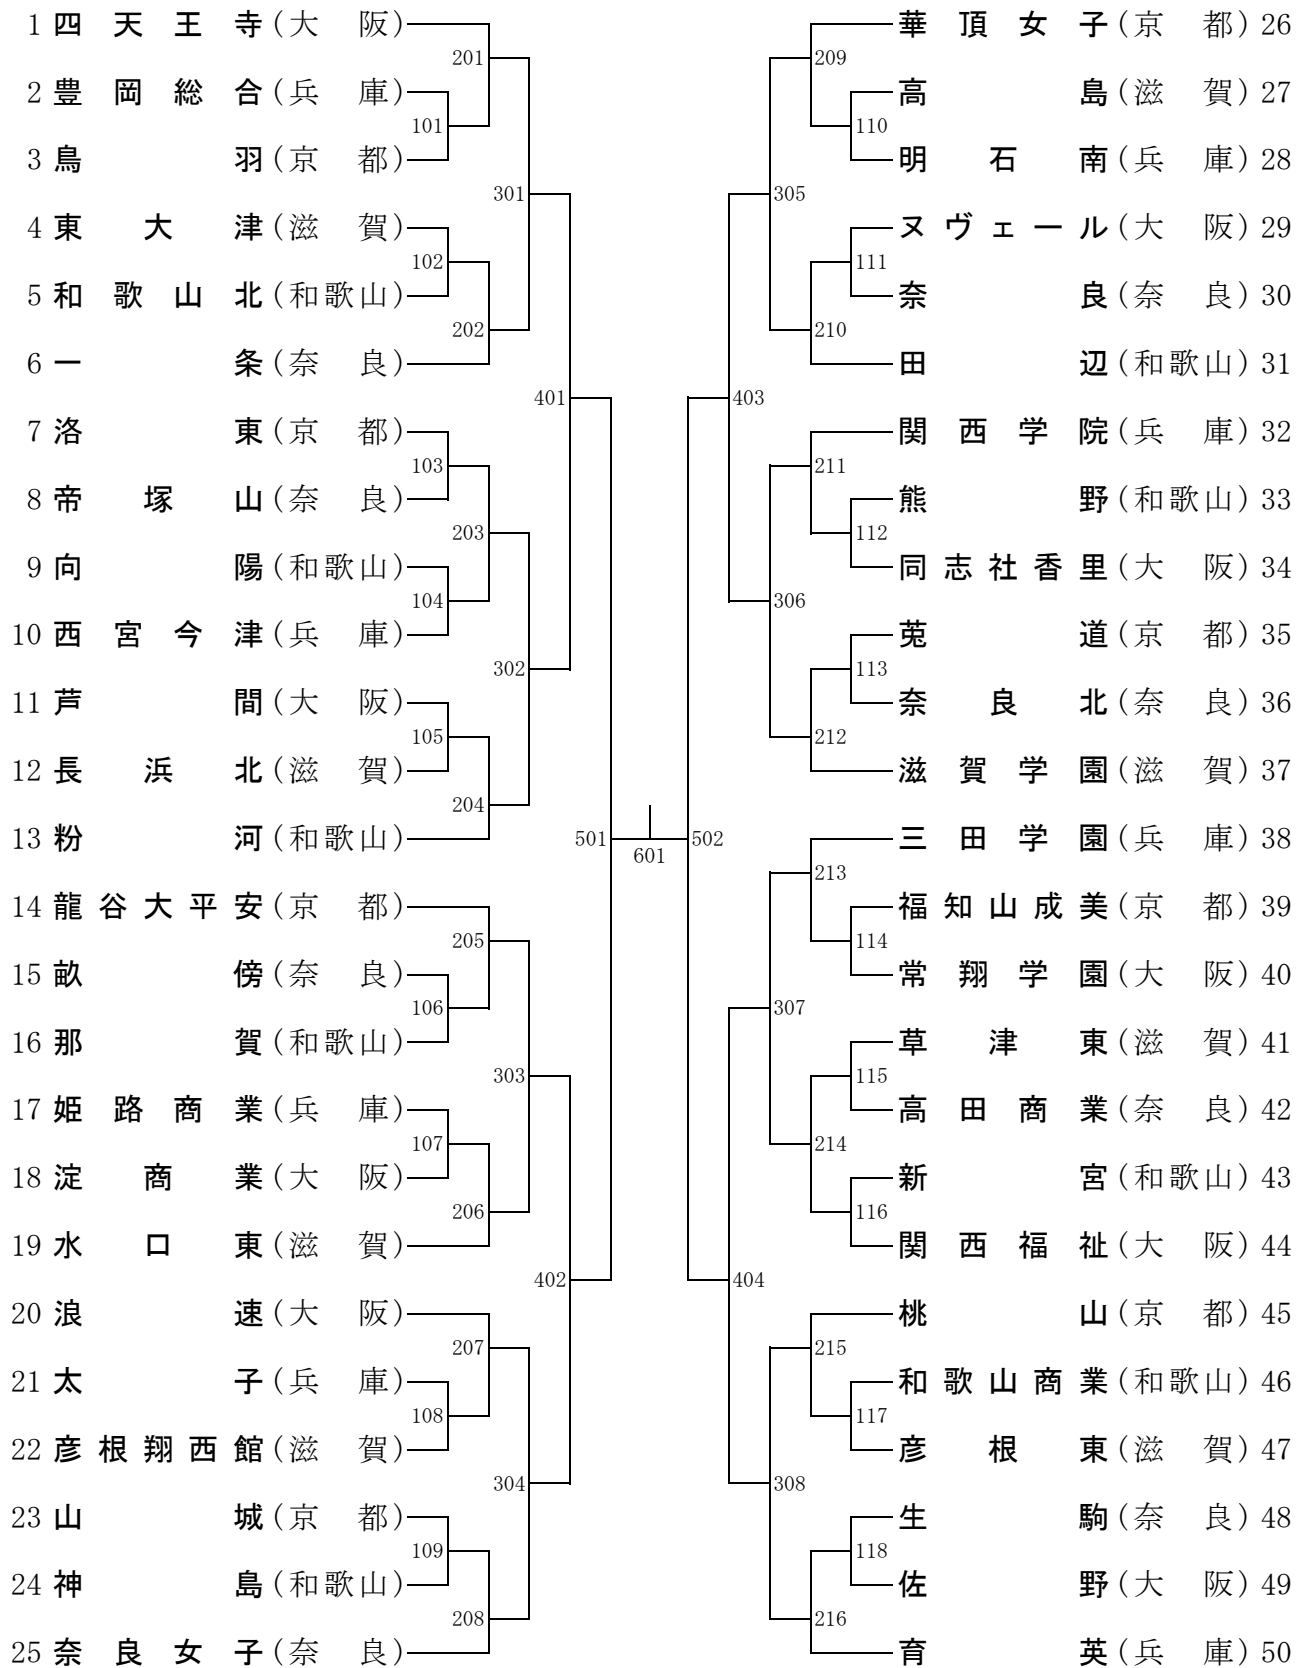 1 四天王寺(大阪)
201
2 豊岡総合(兵庫)
101
3 鳥羽(京都)
301
4 東大津(滋賀)
102
5 和歌山北(和歌山)
202
6 一条(奈良)
401
7 洛東(京都)
103
8 帝塚山(奈良)
203
9 向陽(和歌山)
104
10 西宮今津(兵庫)
302
11 芦間(大阪)
105
12 長浜北(滋賀)
204
13 粉河(和歌山)
501
601
14 龍谷大平安(京都)
205
15 畝傍(奈良)
106
16 那賀(和歌山)
303
17 姫路商業(兵庫)
107
18 淀商業(大阪)
206
19 水口東(滋賀)
402
20 浪速(大阪)
207
21 太子(兵庫)
108
22 彦根翔西館(滋賀)
304
23 山城(京都)
109
24 神島(和歌山)
208
25 奈良女子(奈良)
華頂女子(京都)26
209
高島(滋賀)27
110
明石南(兵庫)28
305
ヌヴェール(大阪)29
111
奈良(奈良)30
210
田辺(和歌山)31
403
関西学院(兵庫)32
211
熊野(和歌山)33
112
同志社香里(大阪)34
306
莵道(京都)35
113
奈良北(奈良)36
212
滋賀学園(滋賀)37
502
三田学園(兵庫)38
213
福知山成美(京都)39
114
常翔学園(大阪)40
307
草津東(滋賀)41
115
高田商業(奈良)42
214
新宮(和歌山)43
116
関西福祉(大阪)44
404
桃山(京都)45
215
和歌山商業(和歌山)46
117
彦根東(滋賀)47
308
生駒(奈良)48
118
佐野(大阪)49
216
育英(兵庫)50